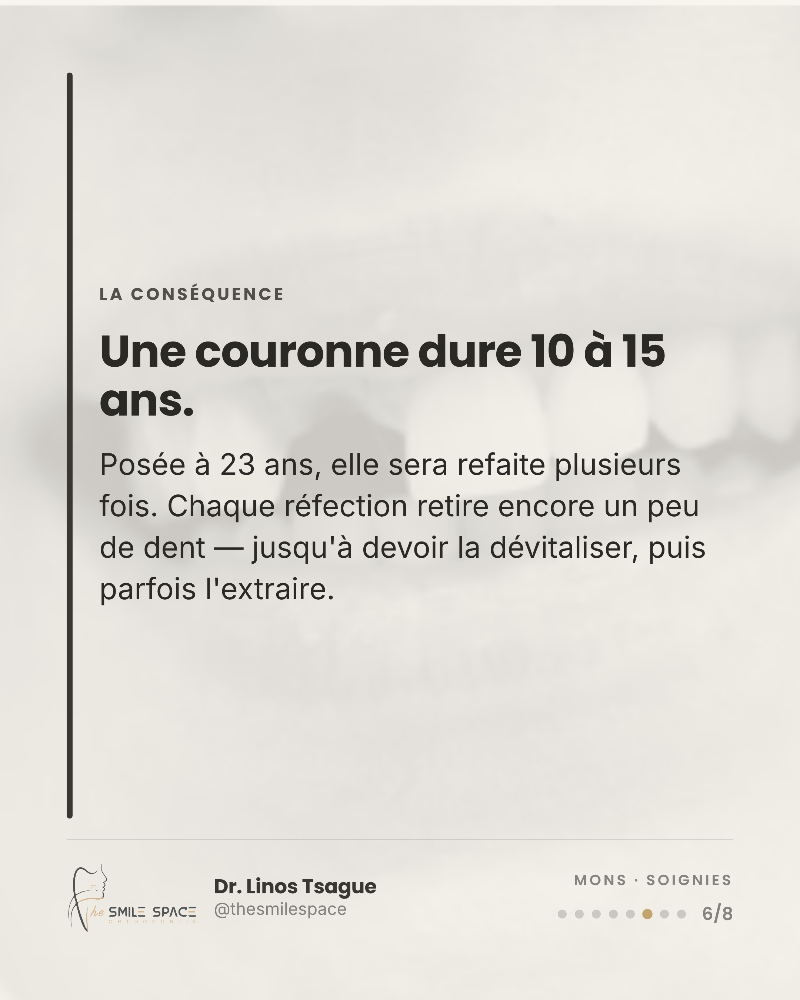 LA CONSÉQUENCE
Une couronne dure 10 à 15
ans.
Posée à 23 ans, elle sera refaite plusieurs
fois. Chaque réfection retire encore un peu
de dent — jusqu'à devoir la dévitaliser, puis
parfois l'extraire.
The SMILE SPACE
ORTHODONTIE
Dr. Linos Tsague
@thesmilespace
MONS · SOIGNIES
6/8